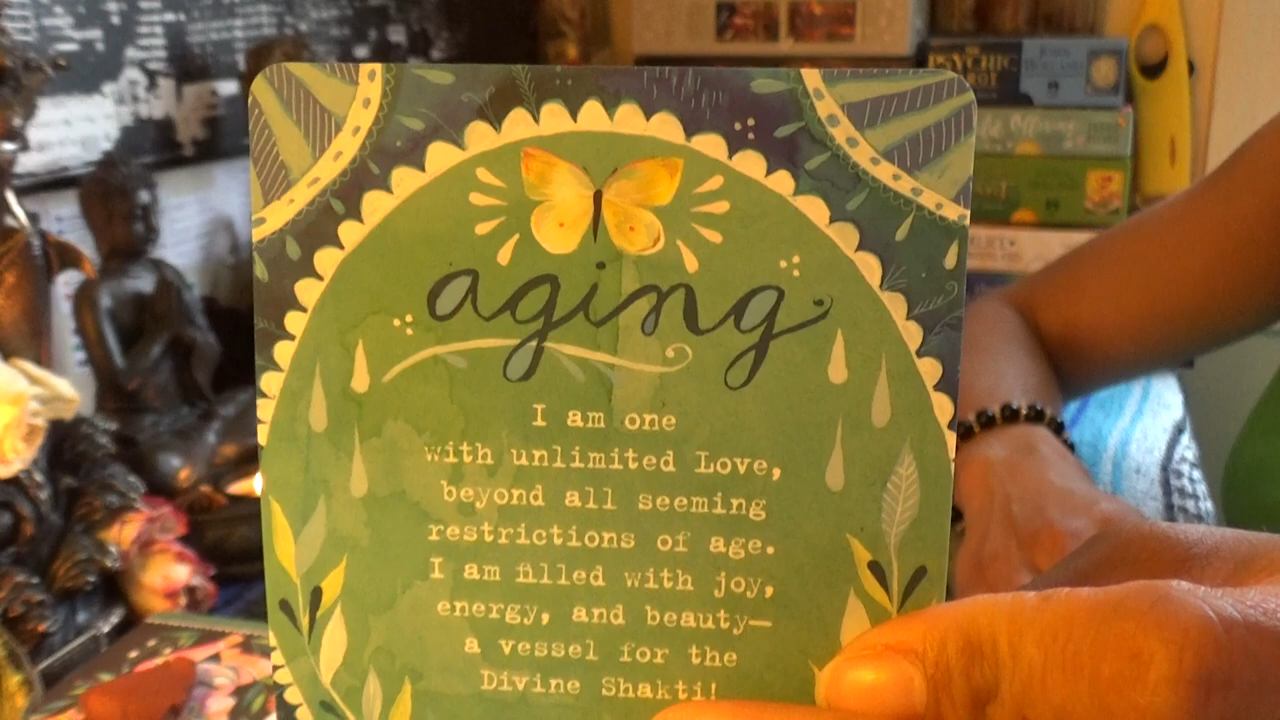 aging
I am one
with unlimited Love,
beyond all seeming
restrictions of age.
I am filled with joy,
energy, and beauty—
a vessel for the
Divine Shakti!
PSYCHIC